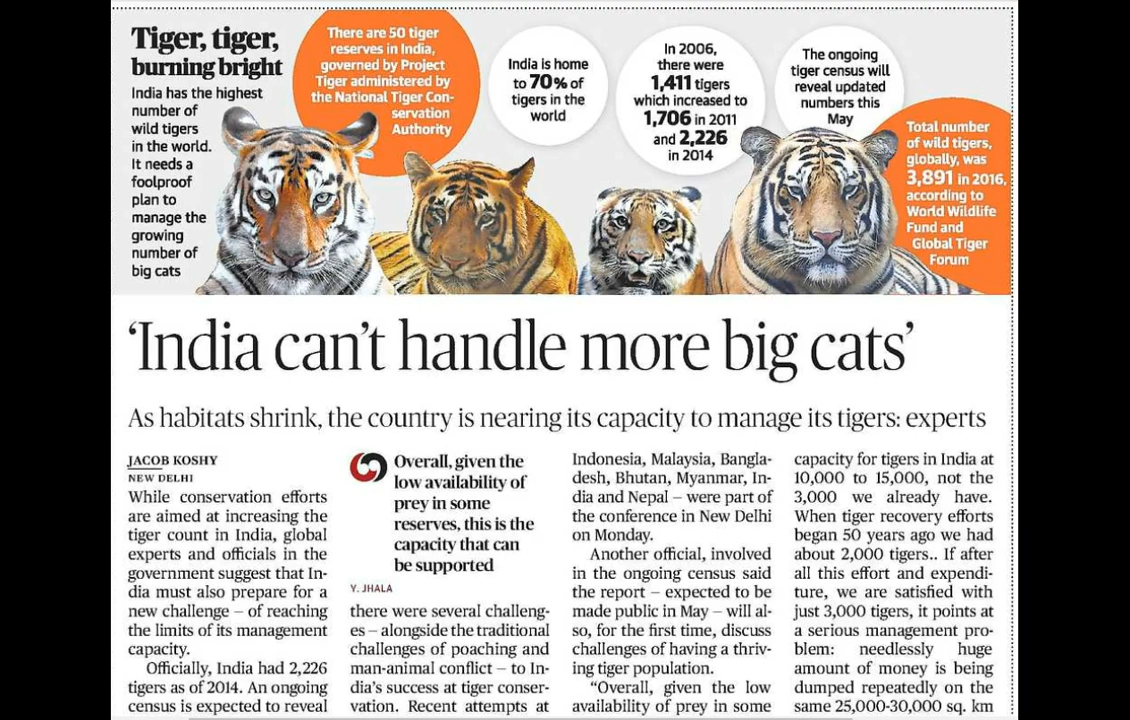 Tiger, tiger,
burning bright
India has the highest
number of
wild tigers
in the world.
It needs a
foolproof
plan to
manage the
growing
number of
big cats
There are 50 tiger
reserves in India,
governed by Project
Tiger administered by
the National Tiger Con-
servation
Authority
India is home
to 70% of
tigers in the
world
In 2006,
there were
1,411 tigers
which increased to
1,706 in 2011
and 2,226
in 2014
The ongoing
tiger census will
reveal updated
numbers this
May
Total number
of wild tigers,
globally, was
3,891 in 2016,
according to
World Wildlife
Fund and
Global Tiger
Forum
‘India can’t handle more big cats’
As habitats shrink, the country is nearing its capacity to manage its tigers: experts
JACOB KOSHY
NEW DELHI
While conservation efforts
are aimed at increasing the
tiger count in India, global
experts and officials in the
government suggest that In-
dia must also prepare for a
new challenge – of reaching
the limits of its management
capacity.
Officially, India had 2,226
tigers as of 2014. An ongoing
census is expected to reveal
Overall, given the
low availability of
prey in some
reserves, this is the
capacity that can
be supported
Y. JHALA
there were several challeng-
es – alongside the traditional
challenges of poaching and
man-animal conflict – to In-
dia's success at tiger conser-
vation. Recent attempts at
Indonesia, Malaysia, Bangla-
desh, Bhutan, Myanmar, In-
dia and Nepal – were part of
the conference in New Delhi
on Monday.
Another official, involved
in the ongoing census said
the report – expected to be
made public in May – will al-
so, for the first time, discuss
challenges of having a thriv-
ing tiger population.
“Overall, given the low
availability of prey in some
capacity for tigers in India at
10,000 to 15,000, not the
3,000 we already have.
When tiger recovery efforts
began 50 years ago we had
about 2,000 tigers.. If after
all this effort and expendi-
ture, we are satisfied with
just 3,000 tigers, it points at
a serious management pro-
blem: needlessly huge
amount of money is being
dumped repeatedly on the
same 25,000-30,000 sq. km